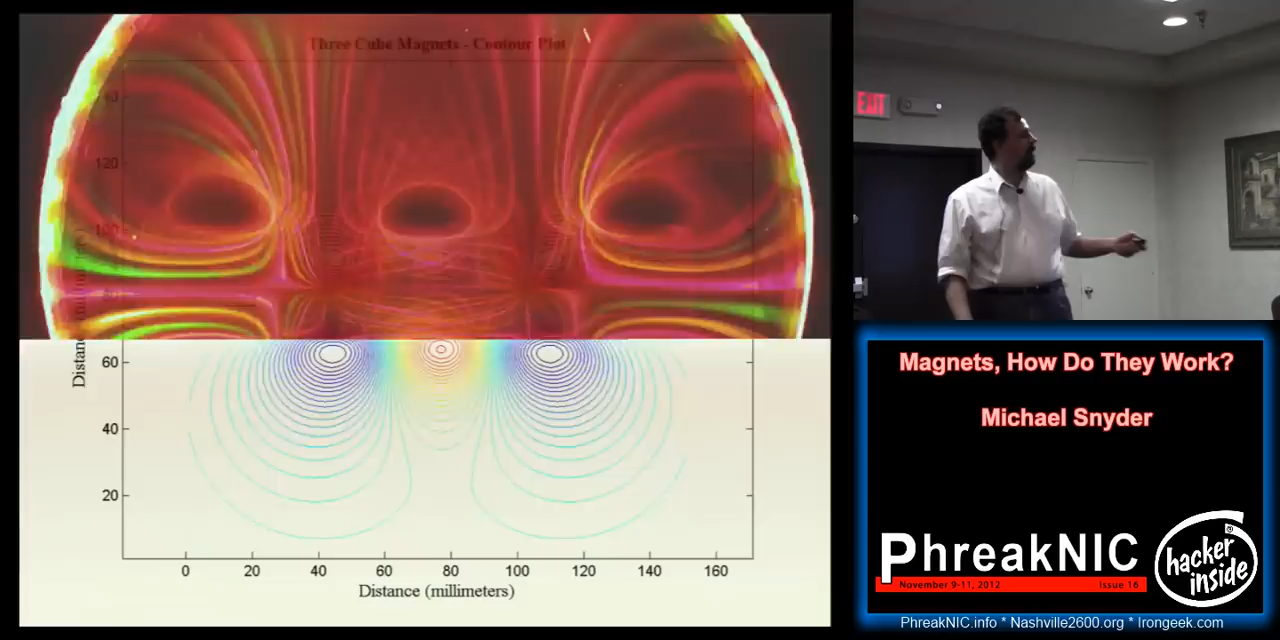 Three Cube Magnets - Contour Plot
120
100
60
40
20
0 20 40 60 80 100 120 140 160
Distance (millimeters)
EXIT
Magnets, How Do They Work?
Michael Snyder
PhreakNIC
November 9-11, 2012 Issue 16
hacker
inside
PhreakNIC.info * Nashville2600.org * Irongeek.com